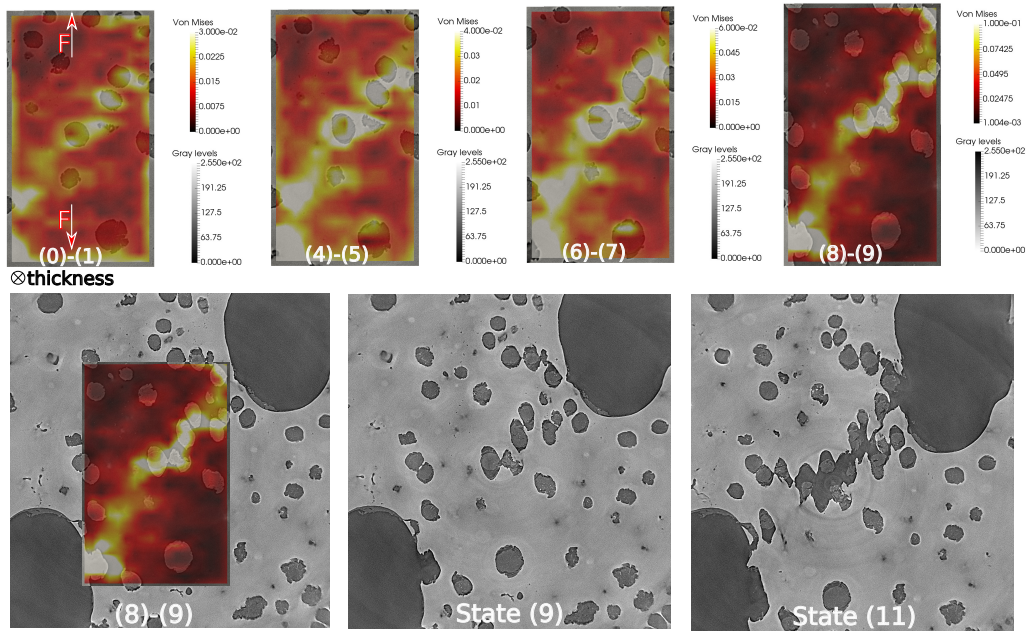 Von Mises
3.000e-02
0.0225
0.015
0.0075
0.000e+00
Gray levels
2.550e+02
191.25
127.5
63.75
0.000e+00
F
F
(0)-(1)
Von Mises
4.000e-02
0.03
0.02
0.01
0.000e+00
Gray levels
2.550e+02
191.25
127.5
63.75
0.000e+00
(4)-(5)
Von Mises
6.000e-02
0.045
0.03
0.015
0.000e+00
Gray levels
2.550e+02
191.25
127.5
63.75
0.000e+00
(6)-(7)
Von Mises
1.000e-01
0.07425
0.0495
0.02475
1.004e-03
Gray levels
2.550e+02
191.25
127.5
63.75
0.000e+00
(8)-(9)
⊗thickness
(8)-(9)
State (9)
State (11)